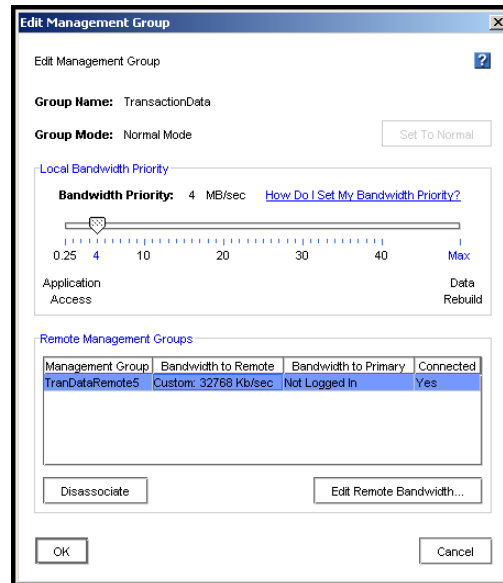 Edit Management Group
Edit Management Group
?
Group Name: TransactionData
Group Mode: Normal Mode
Set To Normal
Local Bandwidth Priority
Bandwidth Priority: 4 MB/sec How Do I Set My Bandwidth Priority?
0.25 4 10 20 30 40 Max
Application Access
Data Rebuild
Remote Management Groups
Management Group Bandwidth to Remote Bandwidth to Primary Connected
TranDataRemote5 Custom: 32768 Kb/sec Not Logged In Yes
Disassociate Edit Remote Bandwidth...
OK Cancel